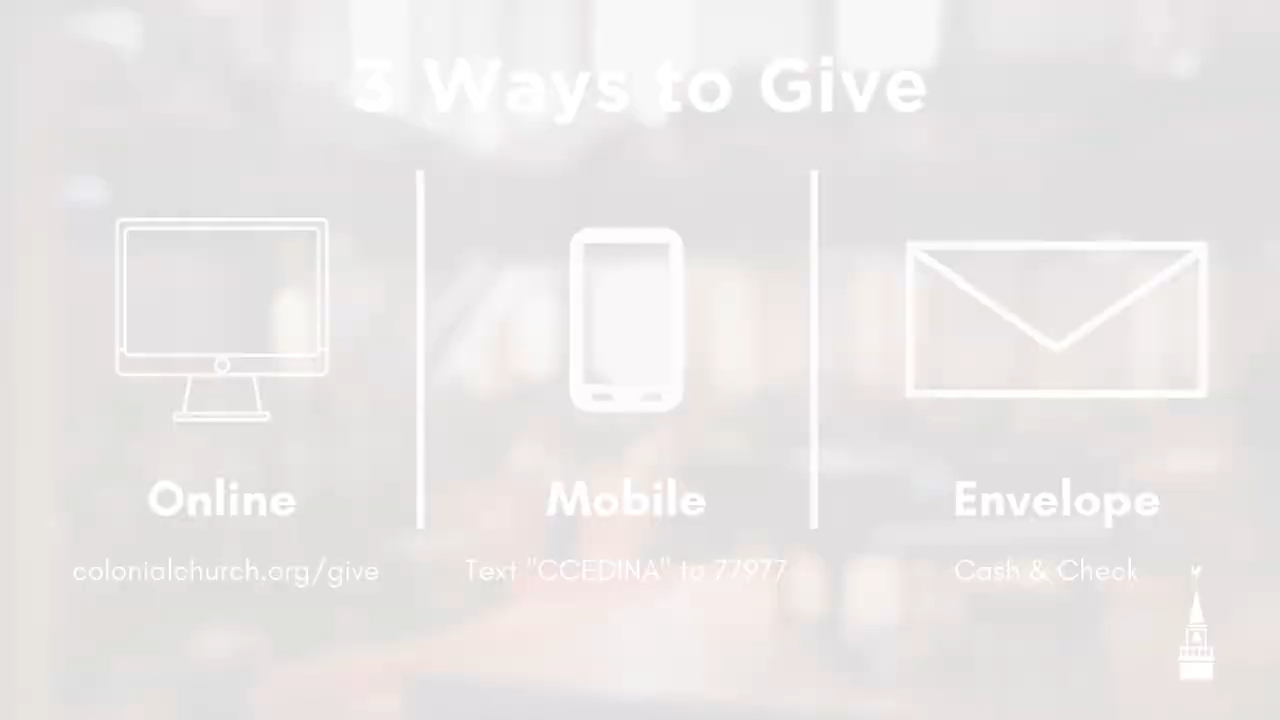 3 Ways to Give
Online
colonialchurch.org/give
Mobile
Text "CCEDINA" to 77977
Envelope
Cash & Check